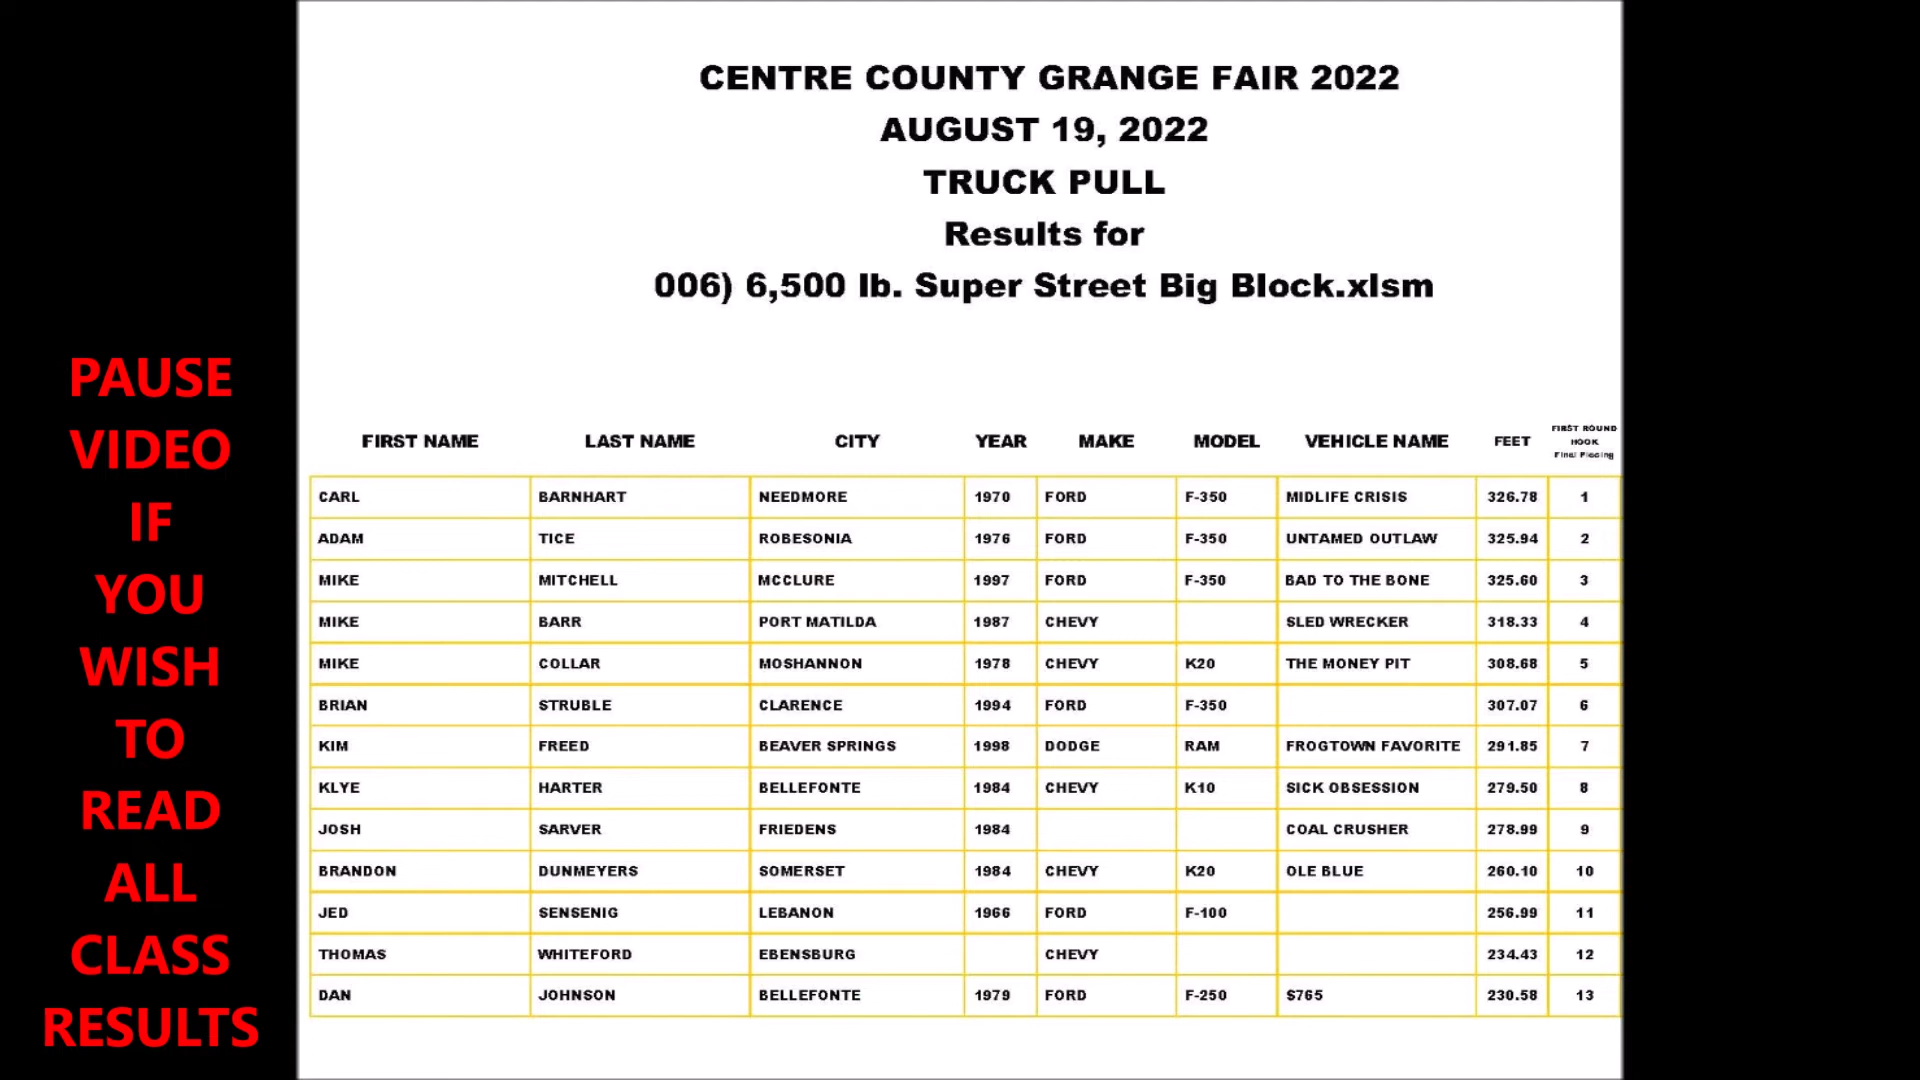 CENTRE COUNTY GRANGE FAIR 2022
AUGUST 19, 2022
TRUCK PULL
Results for
006) 6,500 lb. Super Street Big Block.xlsm
PAUSE
VIDEO
IF
YOU
WISH
TO
READ
ALL
CLASS
RESULTS
FIRST NAME LAST NAME CITY YEAR MAKE MODEL VEHICLE NAME FEET FIRST ROUND HOOK Final Placing
CARL BARNHART NEEDMORE 1970 FORD F-350 MIDLIFE CRISIS 326.78 1
ADAM TICE ROBESONIA 1976 FORD F-350 UNTAMED OUTLAW 325.94 2
MIKE MITCHELL MCCLURE 1997 FORD F-350 BAD TO THE BONE 325.60 3
MIKE BARR PORT MATILDA 1987 CHEVY SLED WRECKER 318.33 4
MIKE COLLAR MOSHANNON 1978 CHEVY K20 THE MONEY PIT 308.68 5
BRIAN STRUBLE CLARENCE 1994 FORD F-350 307.07 6
KIM FREED BEAVER SPRINGS 1998 DODGE RAM FROGTOWN FAVORITE 291.85 7
KLYE HARTER BELLEFONTE 1984 CHEVY K10 SICK OBSESSION 279.50 8
JOSH SARVER FRIEDENS 1984 COAL CRUSHER 278.99 9
BRANDON DUNMEYERS SOMERSET 1984 CHEVY K20 OLE BLUE 260.10 10
JED SENSENIG LEBANON 1966 FORD F-100 256.99 11
THOMAS WHITEFORD EBENSBURG CHEVY 234.43 12
DAN JOHNSON BELLEFONTE 1979 FORD F-250 $765 230.58 13